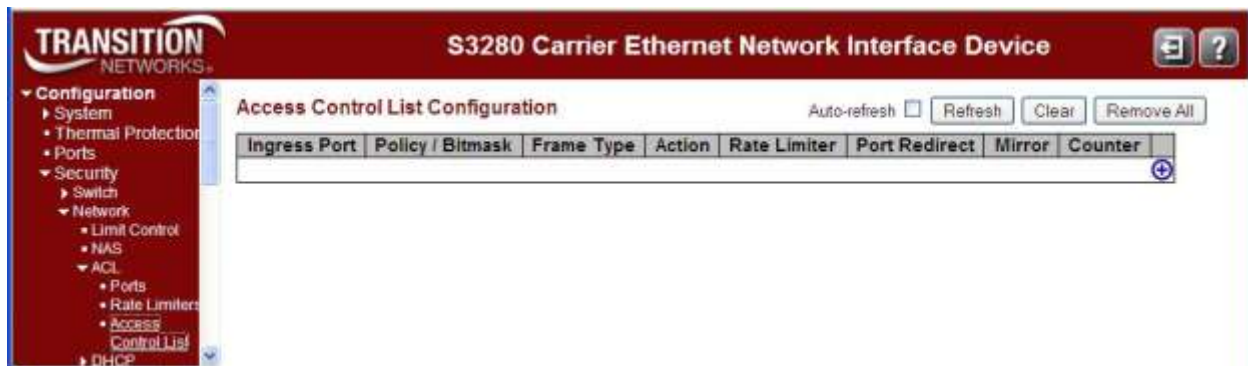 TRANSITION
NETWORKS®
S3280 Carrier Ethernet Network Interface Device
?
Configuration
System
Thermal Protection
Ports
Security
Switch
Network
Limit Control
NAS
ACL
Ports
Rate Limiters
Access
Control List
DHCP
Access Control List Configuration
Auto-refresh Refresh Clear Remove All
Ingress Port Policy / Bitmask Frame Type Action Rate Limiter Port Redirect Mirror Counter